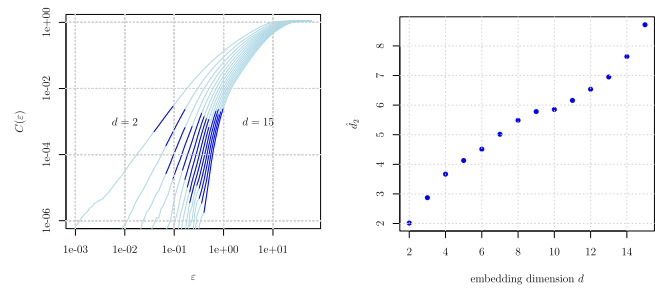 1e+00
1e-02
1e-04
1e-06
C(ε)
d = 2
d = 15
1e-03 1e-02 1e-01 1e+00 1e+01
ε
8
7
6
5
4
3
2
d̂₂
2 4 6 8 10 12 14
embedding dimension d